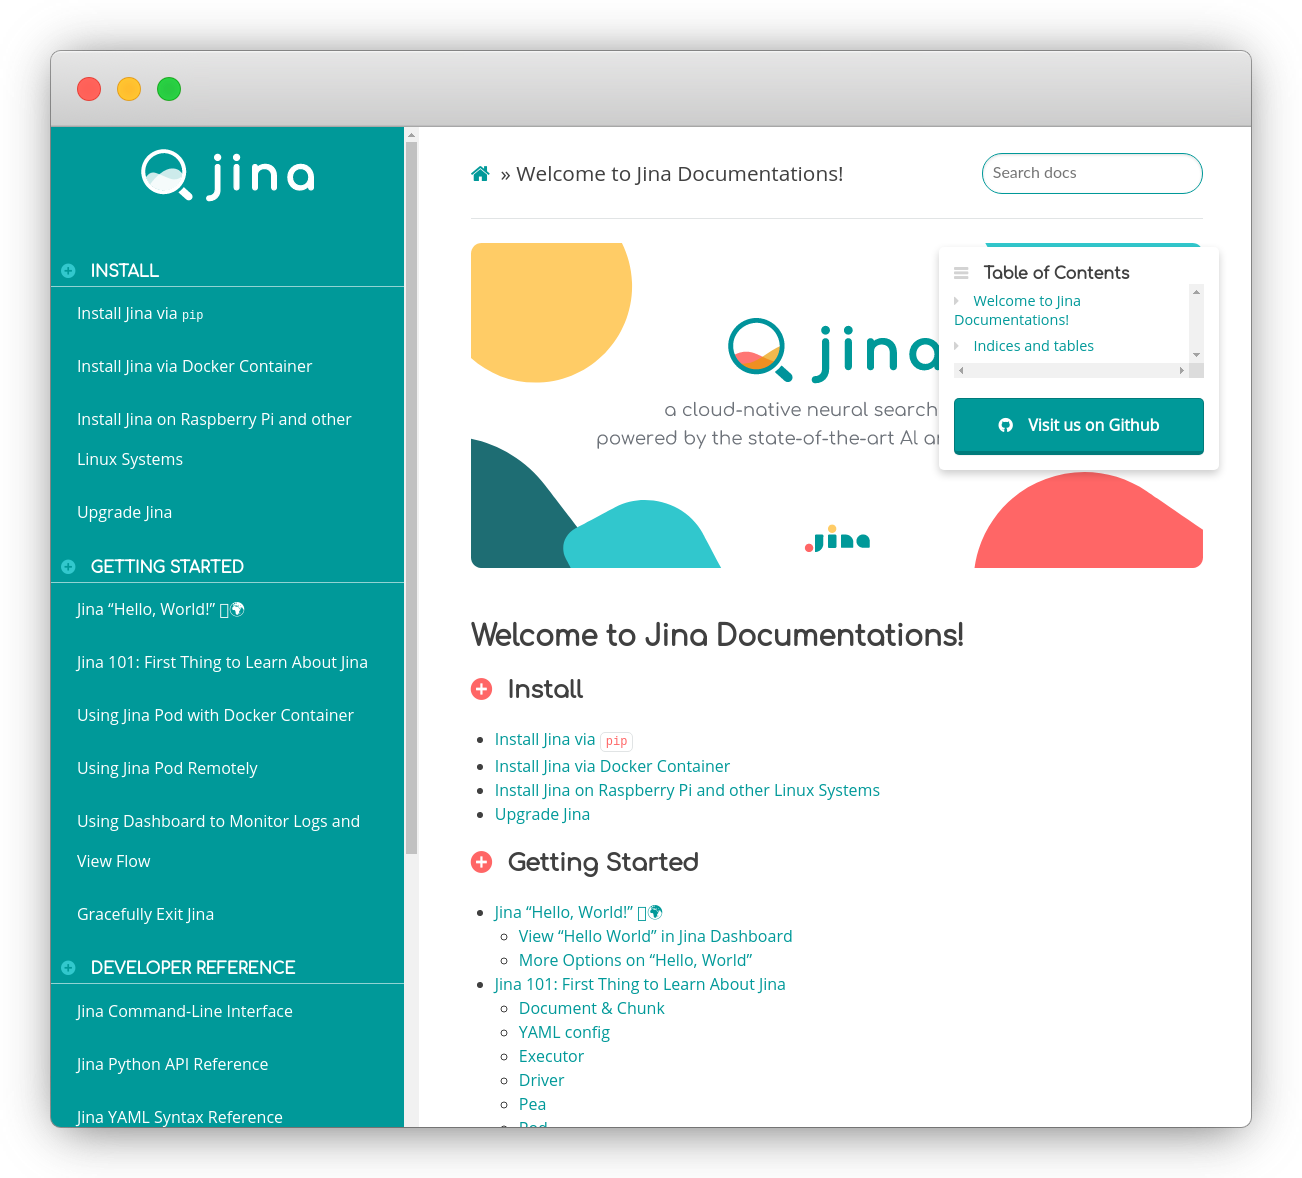 jina
INSTALL
Install Jina via pip
Install Jina via Docker Container
Install Jina on Raspberry Pi and other
Linux Systems
Upgrade Jina
GETTING STARTED
Jina “Hello, World!” 🌍
Jina 101: First Thing to Learn About Jina
Using Jina Pod with Docker Container
Using Jina Pod Remotely
Using Dashboard to Monitor Logs and
View Flow
Gracefully Exit Jina
DEVELOPER REFERENCE
Jina Command-Line Interface
Jina Python API Reference
Jina YAML Syntax Reference
» Welcome to Jina Documentations!
Search docs
jina
a cloud-native neural search
powered by the state-of-the-art AI
jina
Table of Contents
Welcome to Jina
Documentations!
Indices and tables
Visit us on Github
Welcome to Jina Documentations!
Install
Install Jina via pip
Install Jina via Docker Container
Install Jina on Raspberry Pi and other Linux Systems
Upgrade Jina
Getting Started
Jina “Hello, World!” 🌍
View “Hello World” in Jina Dashboard
More Options on “Hello, World”
Jina 101: First Thing to Learn About Jina
Document & Chunk
YAML config
Executor
Driver
Pea
Pod